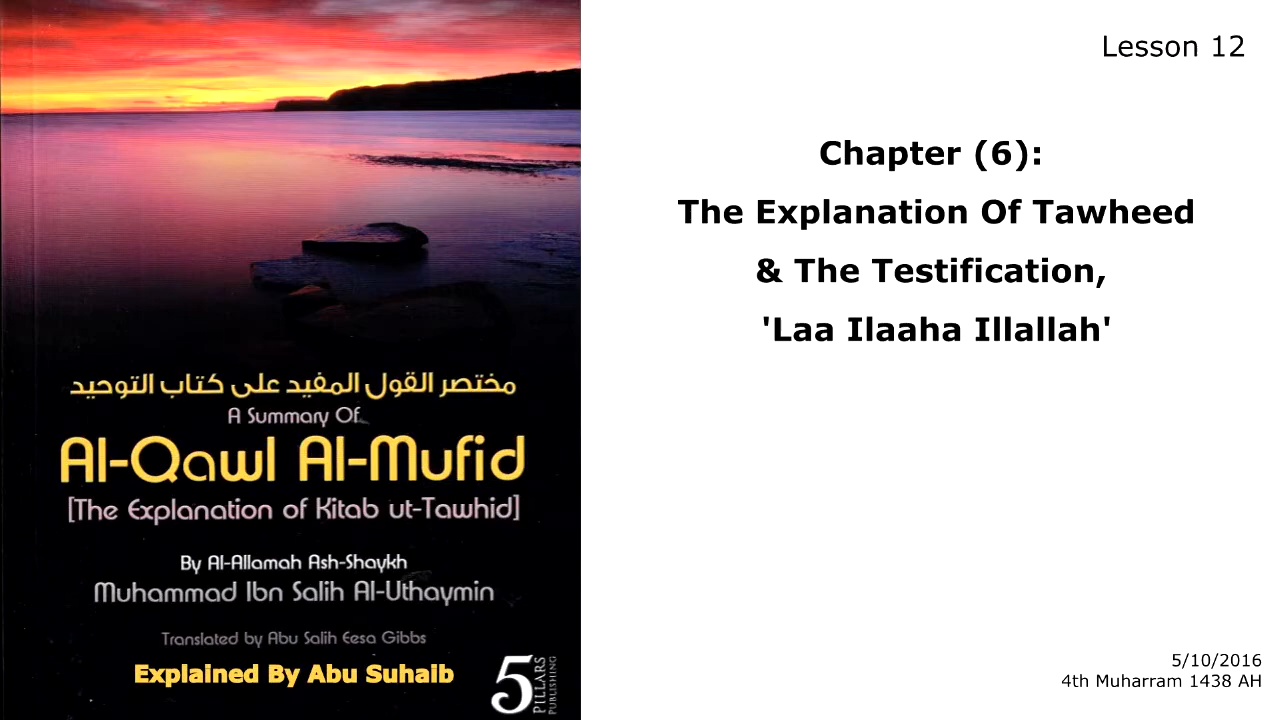 مختصر القول المفيد على كتاب التوحيد
A Summary Of
Al-Qawl Al-Mufid
[The Explanation of Kitab ut-Tawhid]
By Al-Allamah Ash-Shaykh
Muhammad Ibn Salih Al-Uthaymin
Translated by Abu Salih Eesa Gibbs
Explained By Abu Suhaib
5 PILLARS
PUBLISHING
Lesson 12
Chapter (6):
The Explanation Of Tawheed
& The Testification,
'Laa Ilaaha Illallah'
5/10/2016
4th Muharram 1438 AH